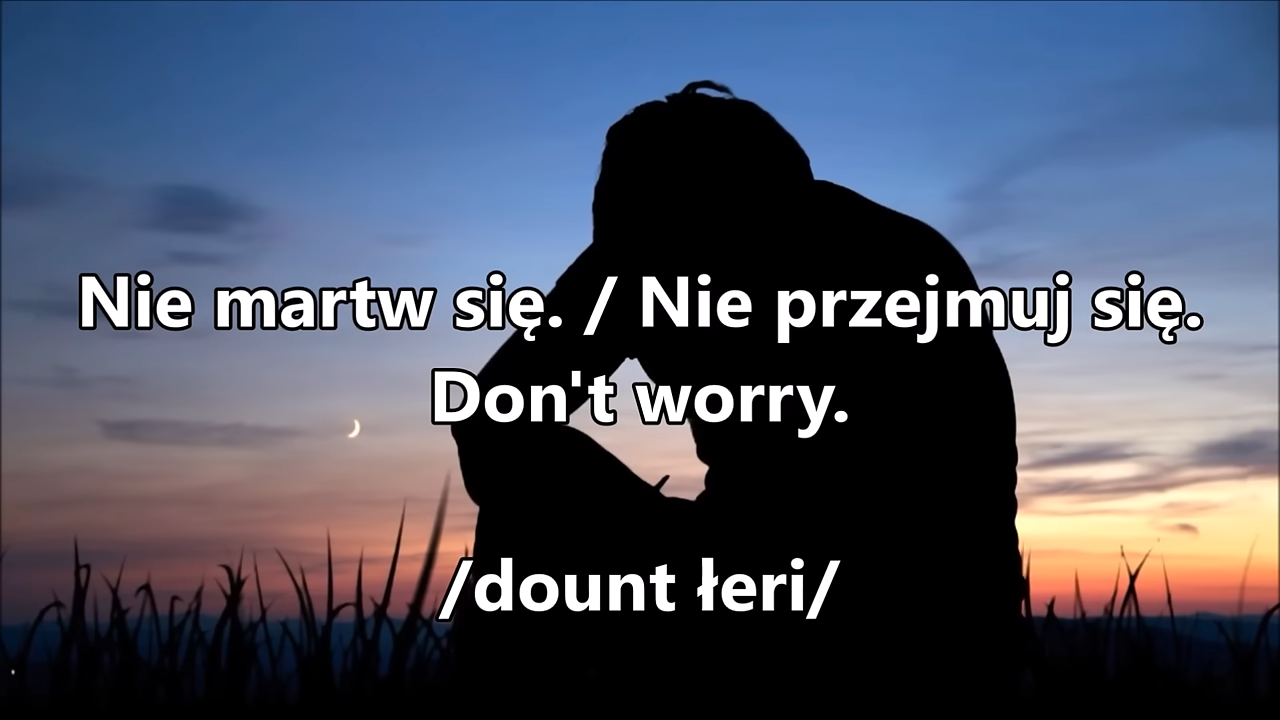 Nie martw się. / Nie przejmuj się.
Don't worry.
/dount łeri/